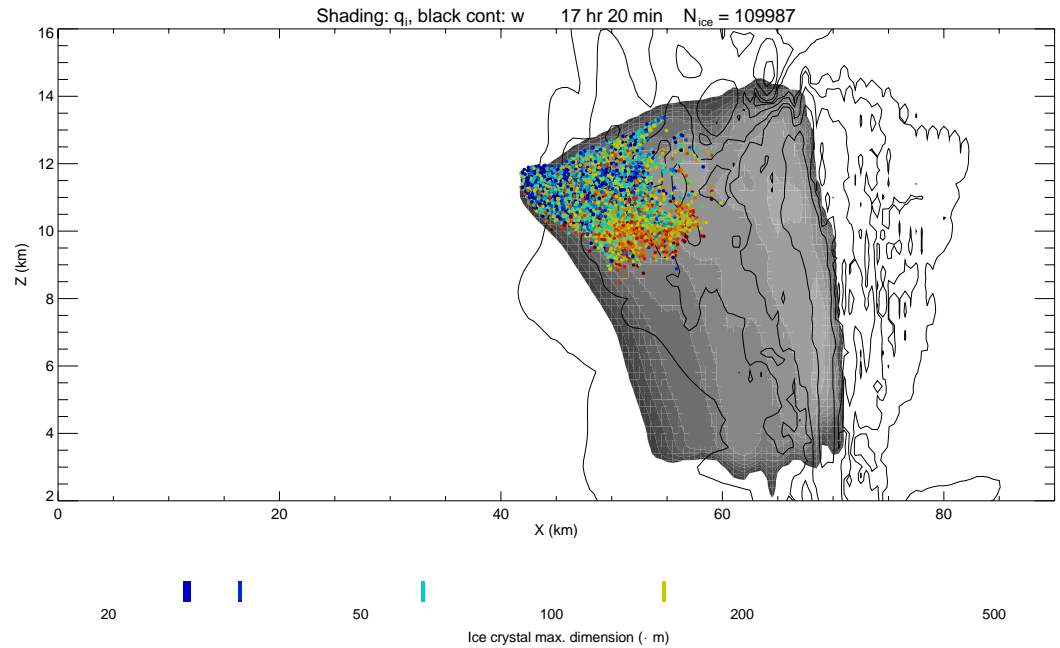 Shading: qi, black cont: w 17 hr 20 min Nice = 109987
16
14
12
10
8
6
4
2
Z (km)
0 20 40 60 80
X (km)
20 50 100 200 500
Ice crystal max. dimension (· m)